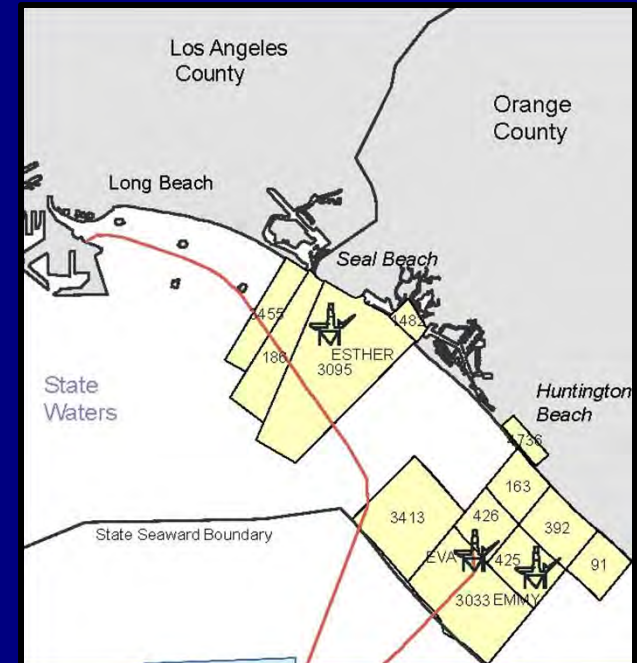 Los Angeles
County
Orange
County
Long Beach
Seal Beach
3455
1482
186
ESTHER
3095
State
Waters
Huntington
Beach
4736
163
3413
426
392
State Seaward Boundary
EVA
425
91
3033 EMMY